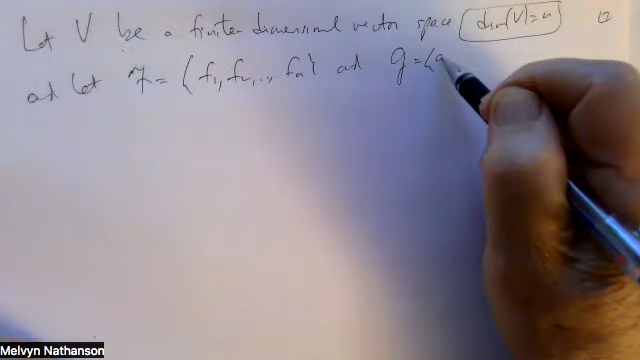 Let V be a finite-dimensional vector space dim(V)=n
and let F = {f₁, f₂, ..., fₙ} and G = {g
Melvyn Nathanson